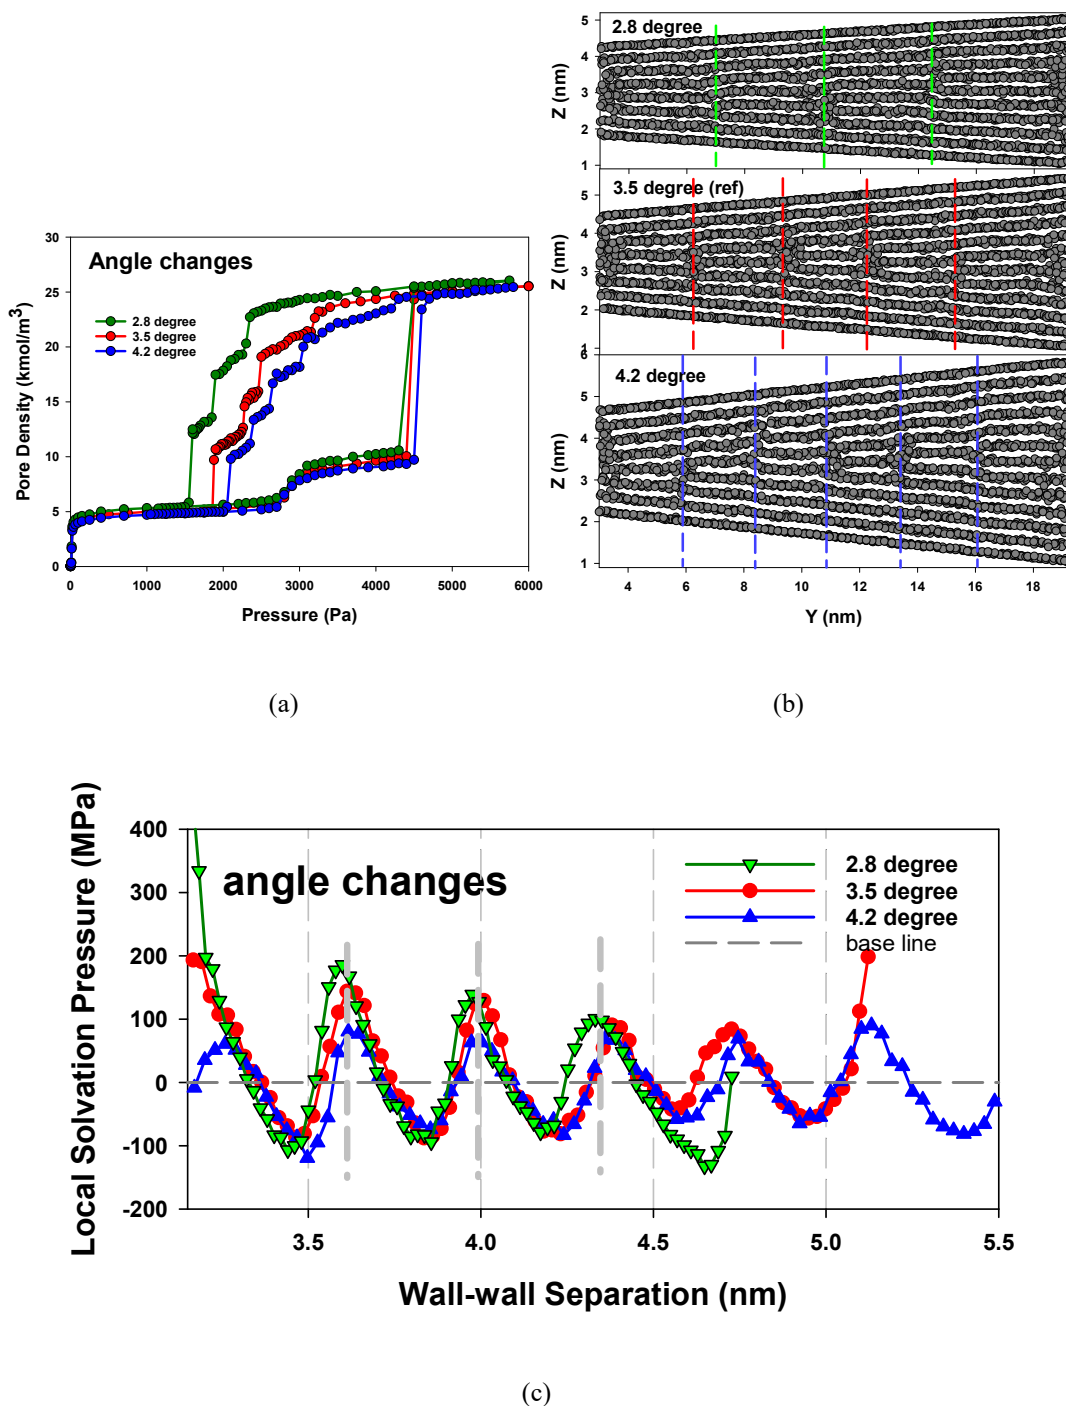 Angle changes
2.8 degree
3.5 degree
4.2 degree
30
25
20
15
10
5
0
Pore Density (kmol/m³)
0
1000
2000
3000
4000
5000
6000
Pressure (Pa)
(a)
2.8 degree
5
4
3
2
1
Z (nm)
3.5 degree (ref)
5
4
3
2
1
Z (nm)
4.2 degree
6
5
4
3
2
1
Z (nm)
4
6
8
10
12
14
16
18
Y (nm)
(b)
angle changes
2.8 degree
3.5 degree
4.2 degree
base line
400
300
200
100
0
-100
-200
Local Solvation Pressure (MPa)
3.5
4.0
4.5
5.0
5.5
Wall-wall Separation (nm)
(c)